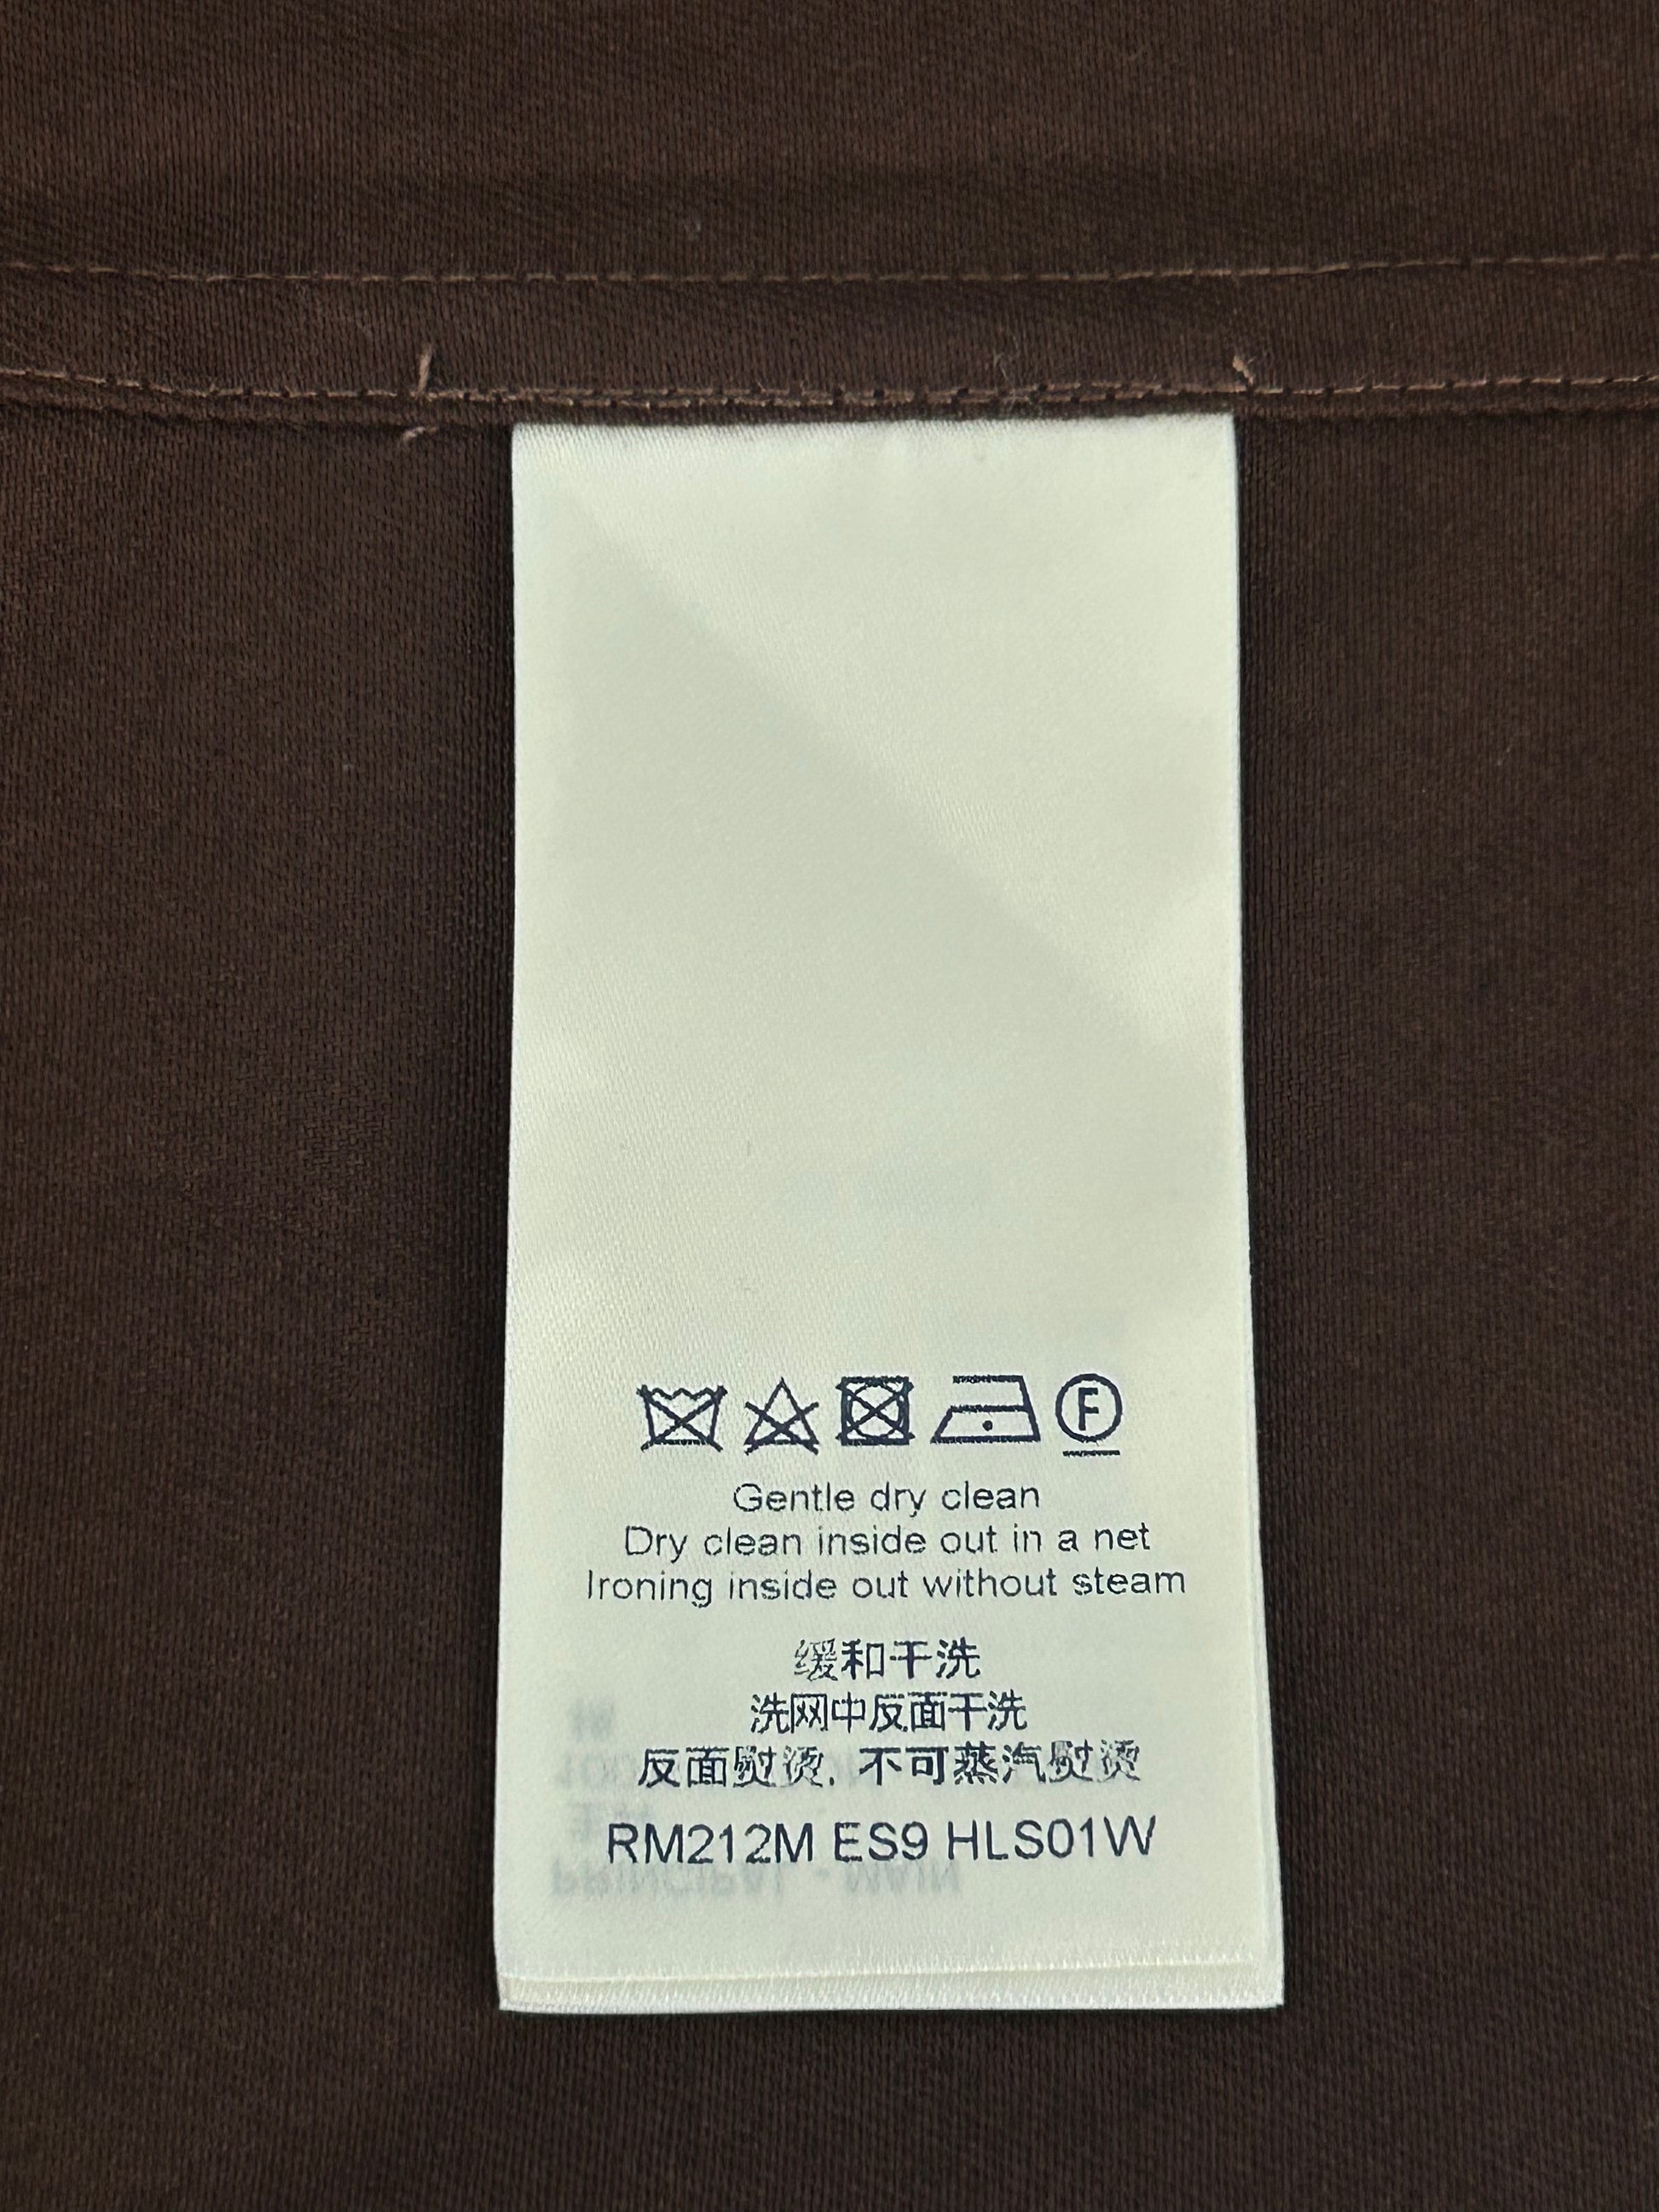 F
Gentle dry clean
Dry clean inside out in a net
Ironing inside out without steam
缓和干洗
洗网中反面干洗
反面熨烫, 不可蒸汽熨烫
RM212M ES9 HLS01W
PRINCIPAL - MAIN